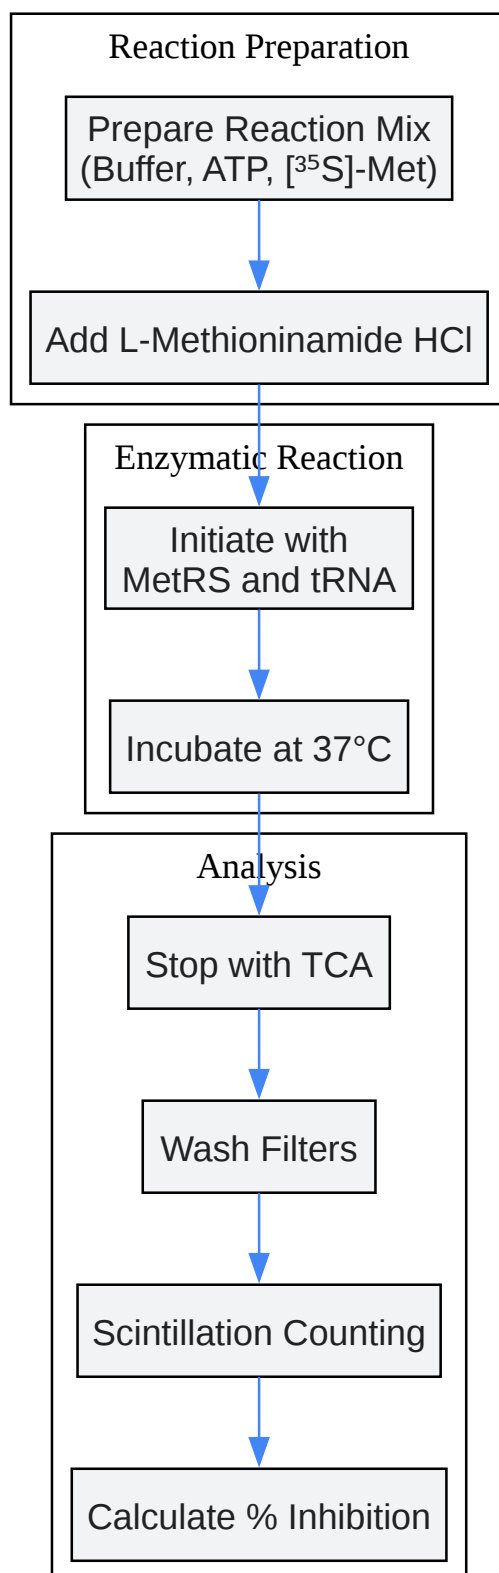 Reaction Preparation
Prepare Reaction Mix
(Buffer, ATP, [³⁵S]-Met)
Add L-Methioninamide HCl
Enzymatic Reaction
Initiate with
MetRS and tRNA
Incubate at 37°C
Analysis
Stop with TCA
Wash Filters
Scintillation Counting
Calculate % Inhibition